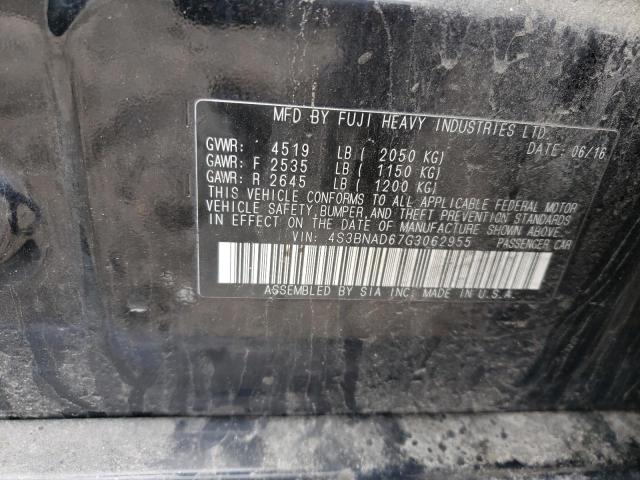 MFD BY FUJI HEAVY INDUSTRIES LTD.
DATE: 06/16
GVWR: 4519 LB ( 2050 KG)
GAWR: F 2535 LB ( 1150 KG)
GAWR: R 2645 LB ( 1200 KG)
THIS VEHICLE CONFORMS TO ALL APPLICABLE FEDERAL MOTOR
VEHICLE SAFETY, BUMPER, AND THEFT PREVENTION STANDARDS
IN EFFECT ON THE DATE OF MANUFACTURE SHOWN ABOVE.
VIN: 4S3BNAD67G3062955 PASSENGER CAR
ASSEMBLED BY SIA INC. MADE IN U.S.A.